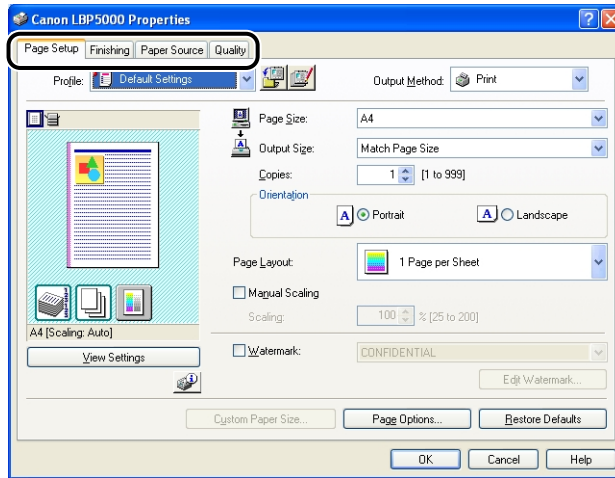 Canon LBP5000 Properties
Page Setup Finishing Paper Source Quality
Profile: Default Settings Output Method: Print
Page Size: A4
Output Size: Match Page Size
Copies: 1 [1 to 999]
Orientation
A Portrait A Landscape
Page Layout: 1 Page per Sheet
Manual Scaling
Scaling: 100 % [25 to 200]
A4 [Scaling: Auto]
View Settings
Watermark: CONFIDENTIAL
Edit Watermark...
Custom Paper Size... Page Options... Restore Defaults
OK Cancel Help